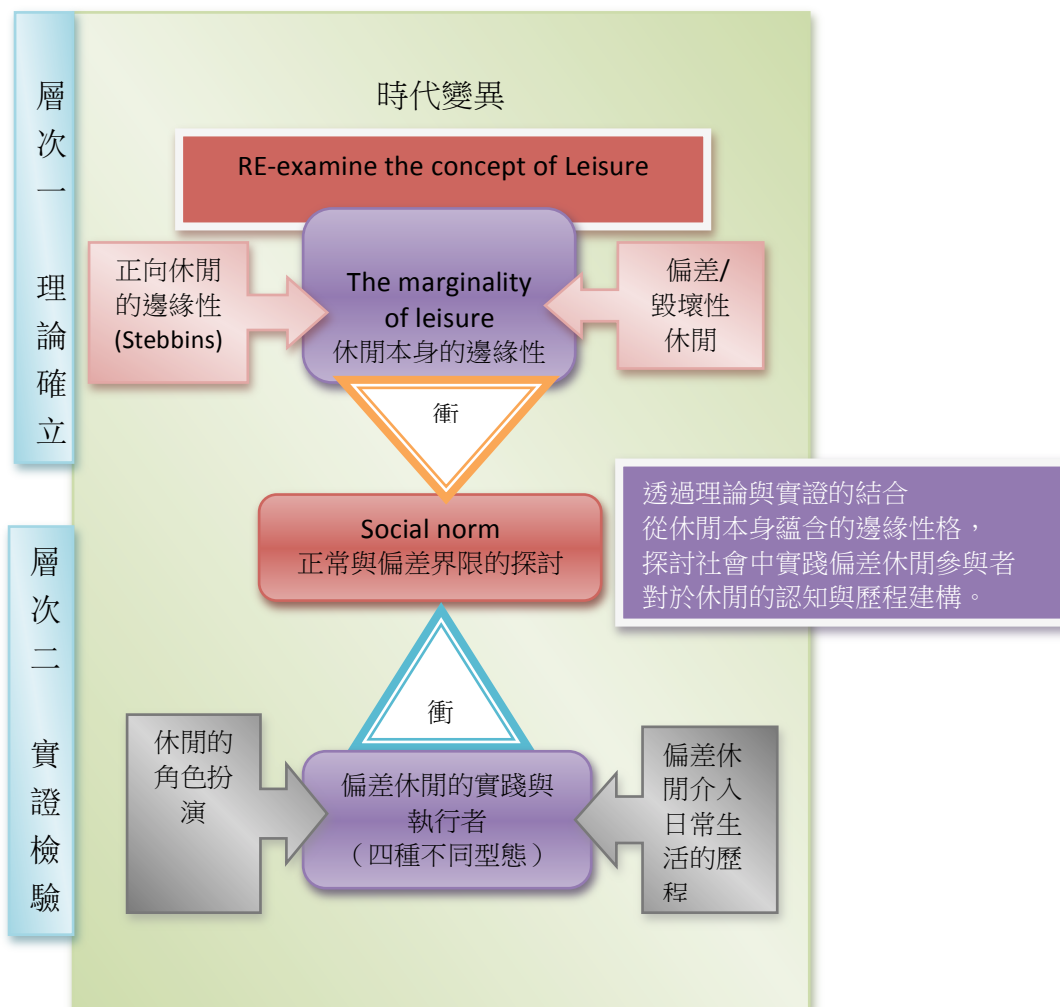 層次一 理論確立
時代變異
RE-examine the concept of Leisure
正向休閒
的邊緣性
(Stebbins)
The marginality
of leisure
休閒本身的邊緣性
偏差/
毀壞性
休閒
衝
Social norm
正常與偏差界限的探討
透過理論與實證的結合
從休閒本身蘊含的邊緣性格，
探討社會中實踐偏差休閒參與者
對於休閒的認知與歷程建構。
層次二 實證檢驗
衝
休閒的
角色扮
演
偏差休閒的實踐與
執行者
（四種不同型態）
偏差休
閒介入
日常生
活的歷
程